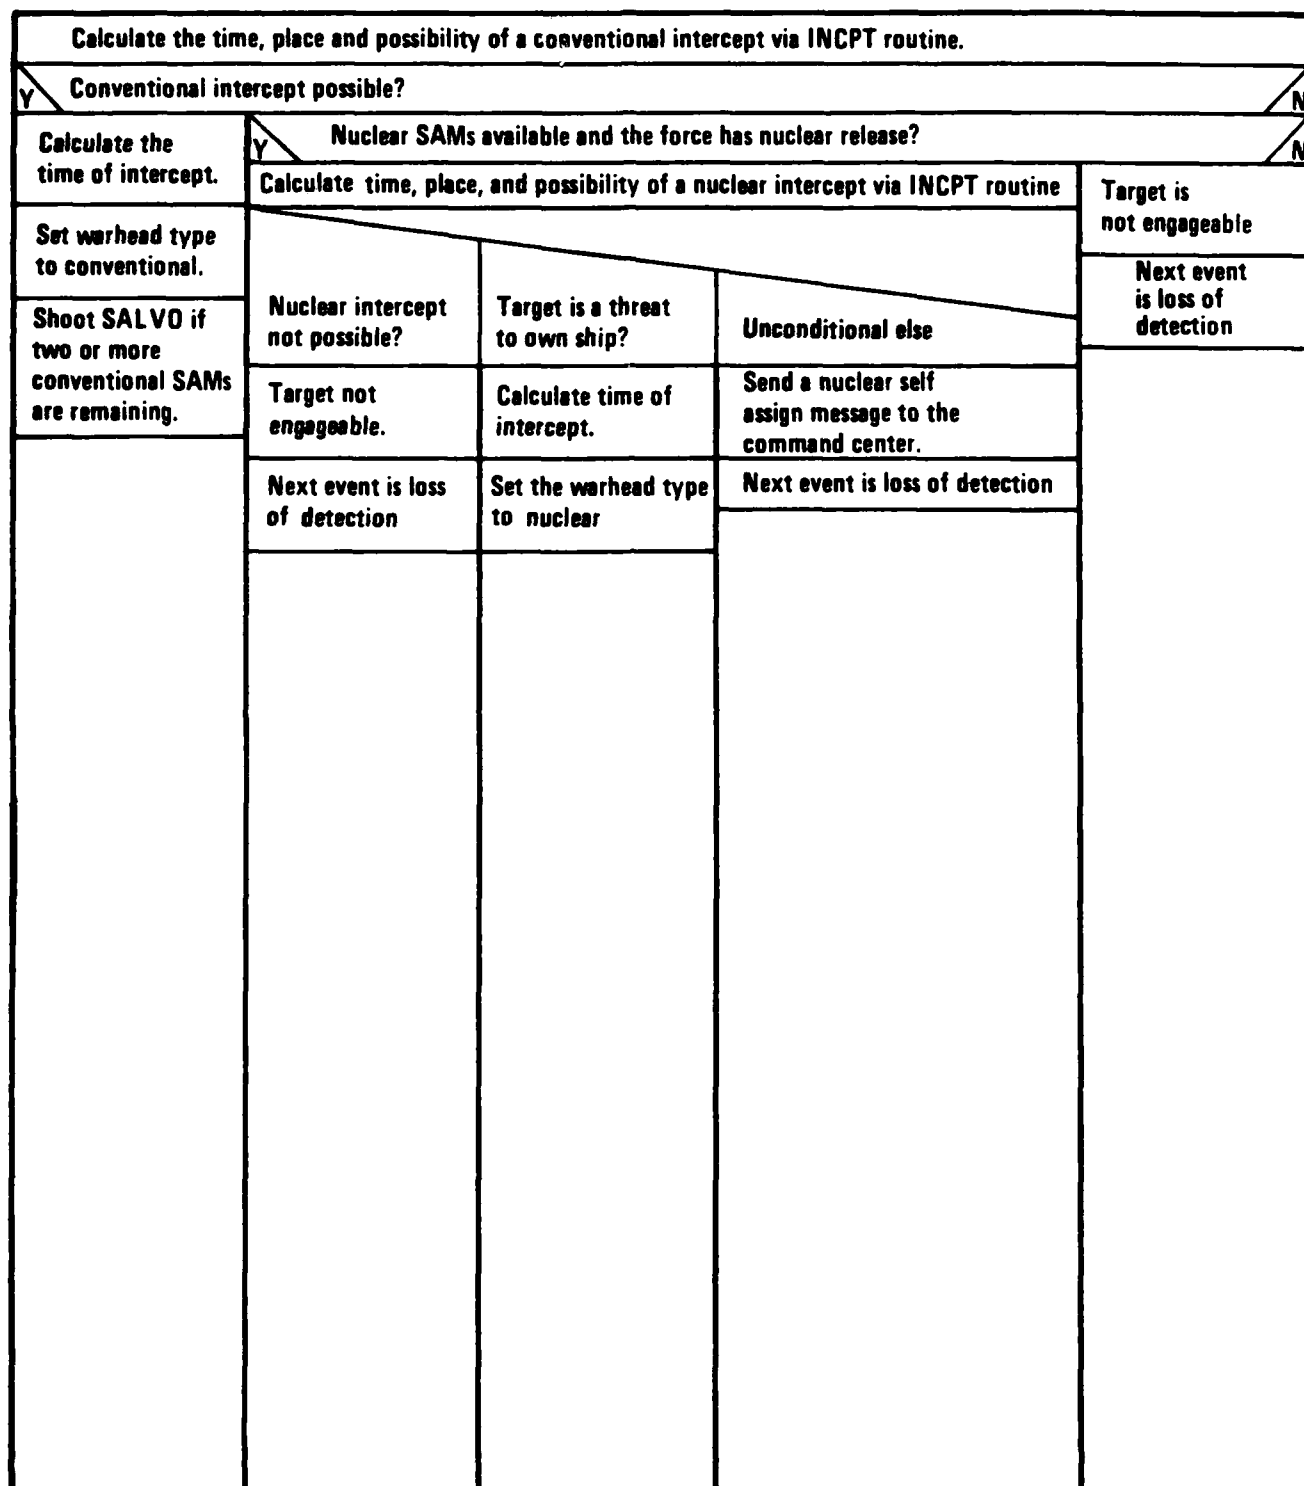 Calculate the time, place and possibility of a conventional intercept via INCPT routine.
Y
Conventional intercept possible?
N
Calculate the
time of intercept.
Set warhead type
to conventional.
Shoot SALVO if
two or more
conventional SAMs
are remaining.
Y
Nuclear SAMs available and the force has nuclear release?
N
Calculate time, place, and possibility of a nuclear intercept via INCPT routine
Nuclear intercept
not possible?
Target not
engageable.
Next event is loss
of detection
Target is a threat
to own ship?
Calculate time of
intercept.
Set the warhead type
to nuclear
Unconditional else
Send a nuclear self
assign message to the
command center.
Next event is loss of detection
Target is
not engageable
Next event
is loss of
detection